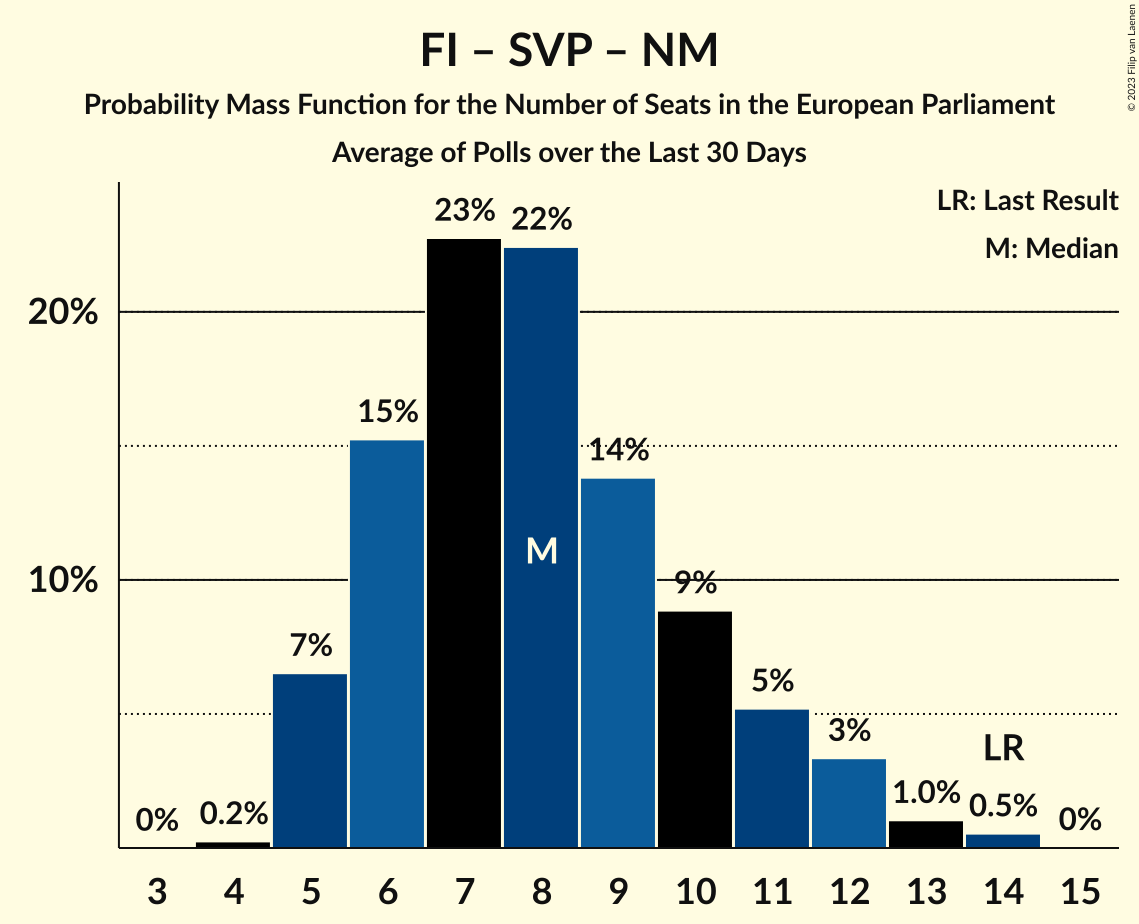 FI – SVP – NM
Probability Mass Function for the Number of Seats in the European Parliament
Average of Polls over the Last 30 Days
© 2023 Filip van Laenen
LR: Last Result
M: Median
23%
22%
20%
15%
14%
M
10%
9%
7%
5%
3%
LR
1.0%
0.5%
0%
0.2%
0%
3 4 5 6 7 8 9 10 11 12 13 14 15